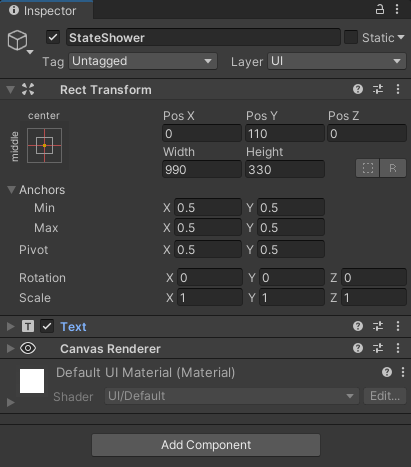 Inspector
StateShower Static
Tag Untagged Layer UI
Rect Transform
center Pos X Pos Y Pos Z
middle 0 110 0
Width Height
990 330 R
Anchors
Min X 0.5 Y 0.5
Max X 0.5 Y 0.5
Pivot X 0.5 Y 0.5
Rotation X 0 Y 0 Z 0
Scale X 1 Y 1 Z 1
T Text
Canvas Renderer
Default UI Material (Material)
Shader UI/Default Edit...
Add Component